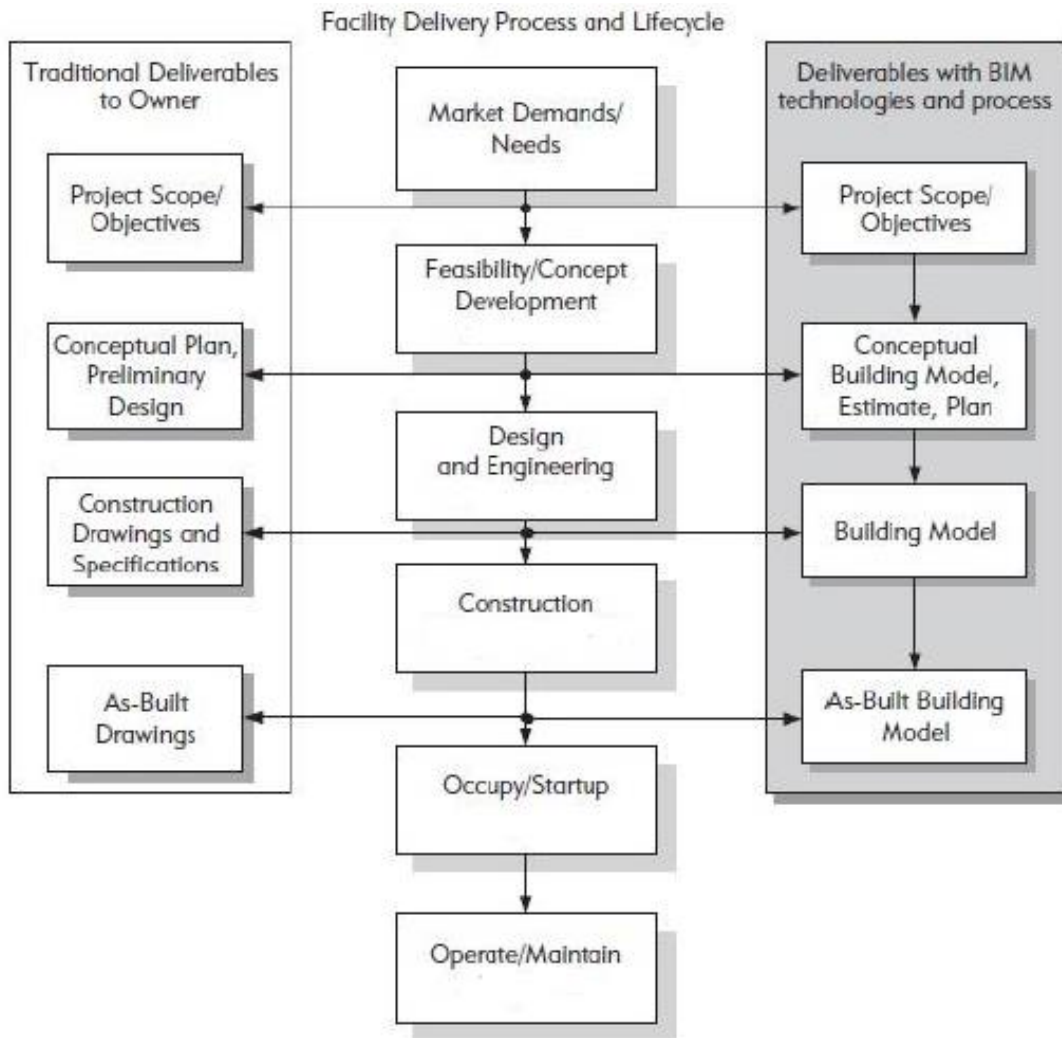 Facility Delivery Process and Lifecycle
Traditional Deliverables
to Owner
Project Scope/
Objectives
Conceptual Plan,
Preliminary
Design
Construction
Drawings and
Specifications
As-Built
Drawings
Market Demands/
Needs
Feasibility/Concept
Development
Design
and Engineering
Construction
Occupy/Startup
Operate/Maintain
Deliverables with BIM
technologies and process
Project Scope/
Objectives
Conceptual
Building Model,
Estimate, Plan
Building Model
As-Built Building
Model